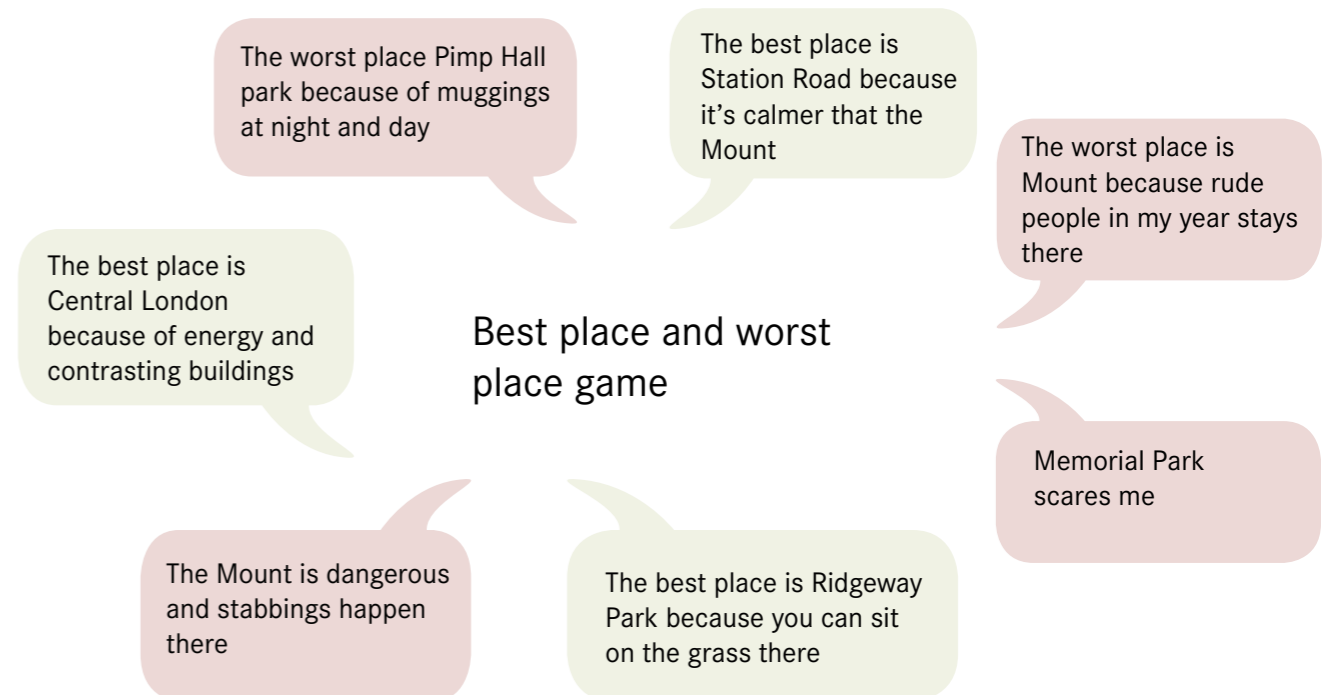 The worst place Pimp Hall
park because of muggings
at night and day
The best place is
Station Road because
it's calmer that the
Mount
The worst place is
Mount because rude
people in my year stays
there
The best place is
Central London
because of energy and
contrasting buildings
Best place and worst
place game
Memorial Park
scares me
The Mount is dangerous
and stabbings happen
there
The best place is Ridgeway
Park because you can sit
on the grass there